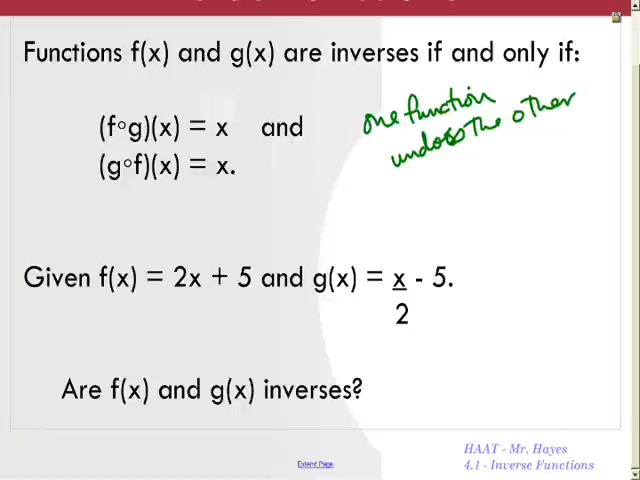 Functions f(x) and g(x) are inverses if and only if:
(f∘g)(x) = x and
(g∘f)(x) = x.
one function
undoes the other
Given f(x) = 2x + 5 and g(x) = x - 5.
2
Are f(x) and g(x) inverses?
HAAT - Mr. Hayes
4.1 - Inverse Functions
Extend Page